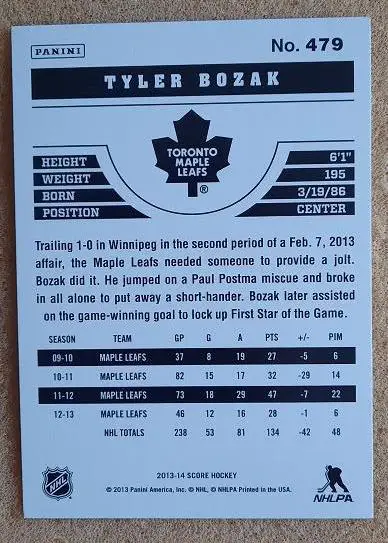 PANINI No. 479
TYLER BOZAK
TORONTO
MAPLE
LEAFS
®
HEIGHT 6'1"
WEIGHT 195
BORN 3/19/86
POSITION CENTER
Trailing 1-0 in Winnipeg in the second period of a Feb. 7, 2013
affair, the Maple Leafs needed someone to provide a jolt.
Bozak did it. He jumped on a Paul Postma miscue and broke
in all alone to put away a short-hander. Bozak later assisted
on the game-winning goal to lock up First Star of the Game.
SEASON TEAM GP G A PTS +/- PIM
09-10 MAPLE LEAFS 37 8 19 27 -5 6
10-11 MAPLE LEAFS 82 15 17 32 -29 14
11-12 MAPLE LEAFS 73 18 29 47 -7 22
12-13 MAPLE LEAFS 46 12 16 28 -1 6
NHL TOTALS 238 53 81 134 -42 48
2013-14 SCORE HOCKEY
© 2013 Panini America, Inc. © NHL, © NHLPA Printed in the USA.
NHL
NHLPA